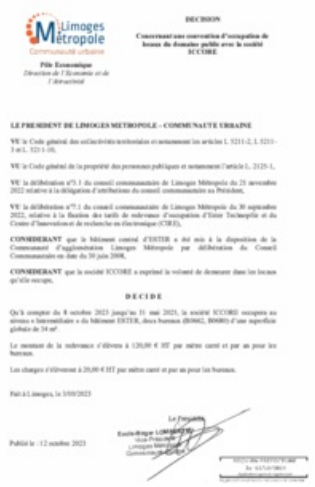 Limoges
Métropole
Communauté urbaine
Pôle Economique
Direction de l'Economie et de
l'Attractivité
DECISION
Concernant une convention d'occupation de
locaux du domaine public avec la société
ICCORE
LE PRESIDENT DE LIMOGES METROPOLE – COMMUNAUTE URBAINE
VU le Code général des collectivités territoriales et notamment les articles L. 5211-2, L. 5211-
et L. 5211-10,
VU le Code général de la propriété des personnes publiques et notamment l'article L. 2125-1,
VU la délibération du conseil communautaire de Limoges Métropole du 25 novembre
2022 relative à la délégation d'attributions du conseil communautaire au Président,
VU la délibération n°7.1 du conseil communautaire de Limoges Métropole du 30 septembre
2022, relative à la fixation des tarifs de redevance d'occupation d'Ester Technopôle et du
Centre d'Innovation et de recherche en électronique (CIRE),
CONSIDERANT que le bâtiment central d'ESTER a été mis à la disposition de la
Communauté d'agglomération Limoges Métropole par délibération du Conseil
Communautaire en date du 30 juin 2008,
CONSIDERANT que la société ICCORE a exprimé la volonté de demeurer dans les locaux
qu'elle occupe,
DECIDE
Qu'à compter du 8 octobre 2023 jusqu'au 31 mai 2025, la société ICCORE occupera au
niveau « Intermédiaire » du bâtiment ESTER, deux bureaux d'une superficie
globale de 34 m².
Le montant de la redevance s'élèvera à 120,00 € HT par mètre carré et par an pour les
bureaux.
Les charges s'élèveront à 20,00 € HT par mètre carré et par an pour les bureaux.
Fait à Limoges, le
Le Président
Vice-Président
Limoges Métropole
Communauté urbaine
Publié le : 12 octobre 2023